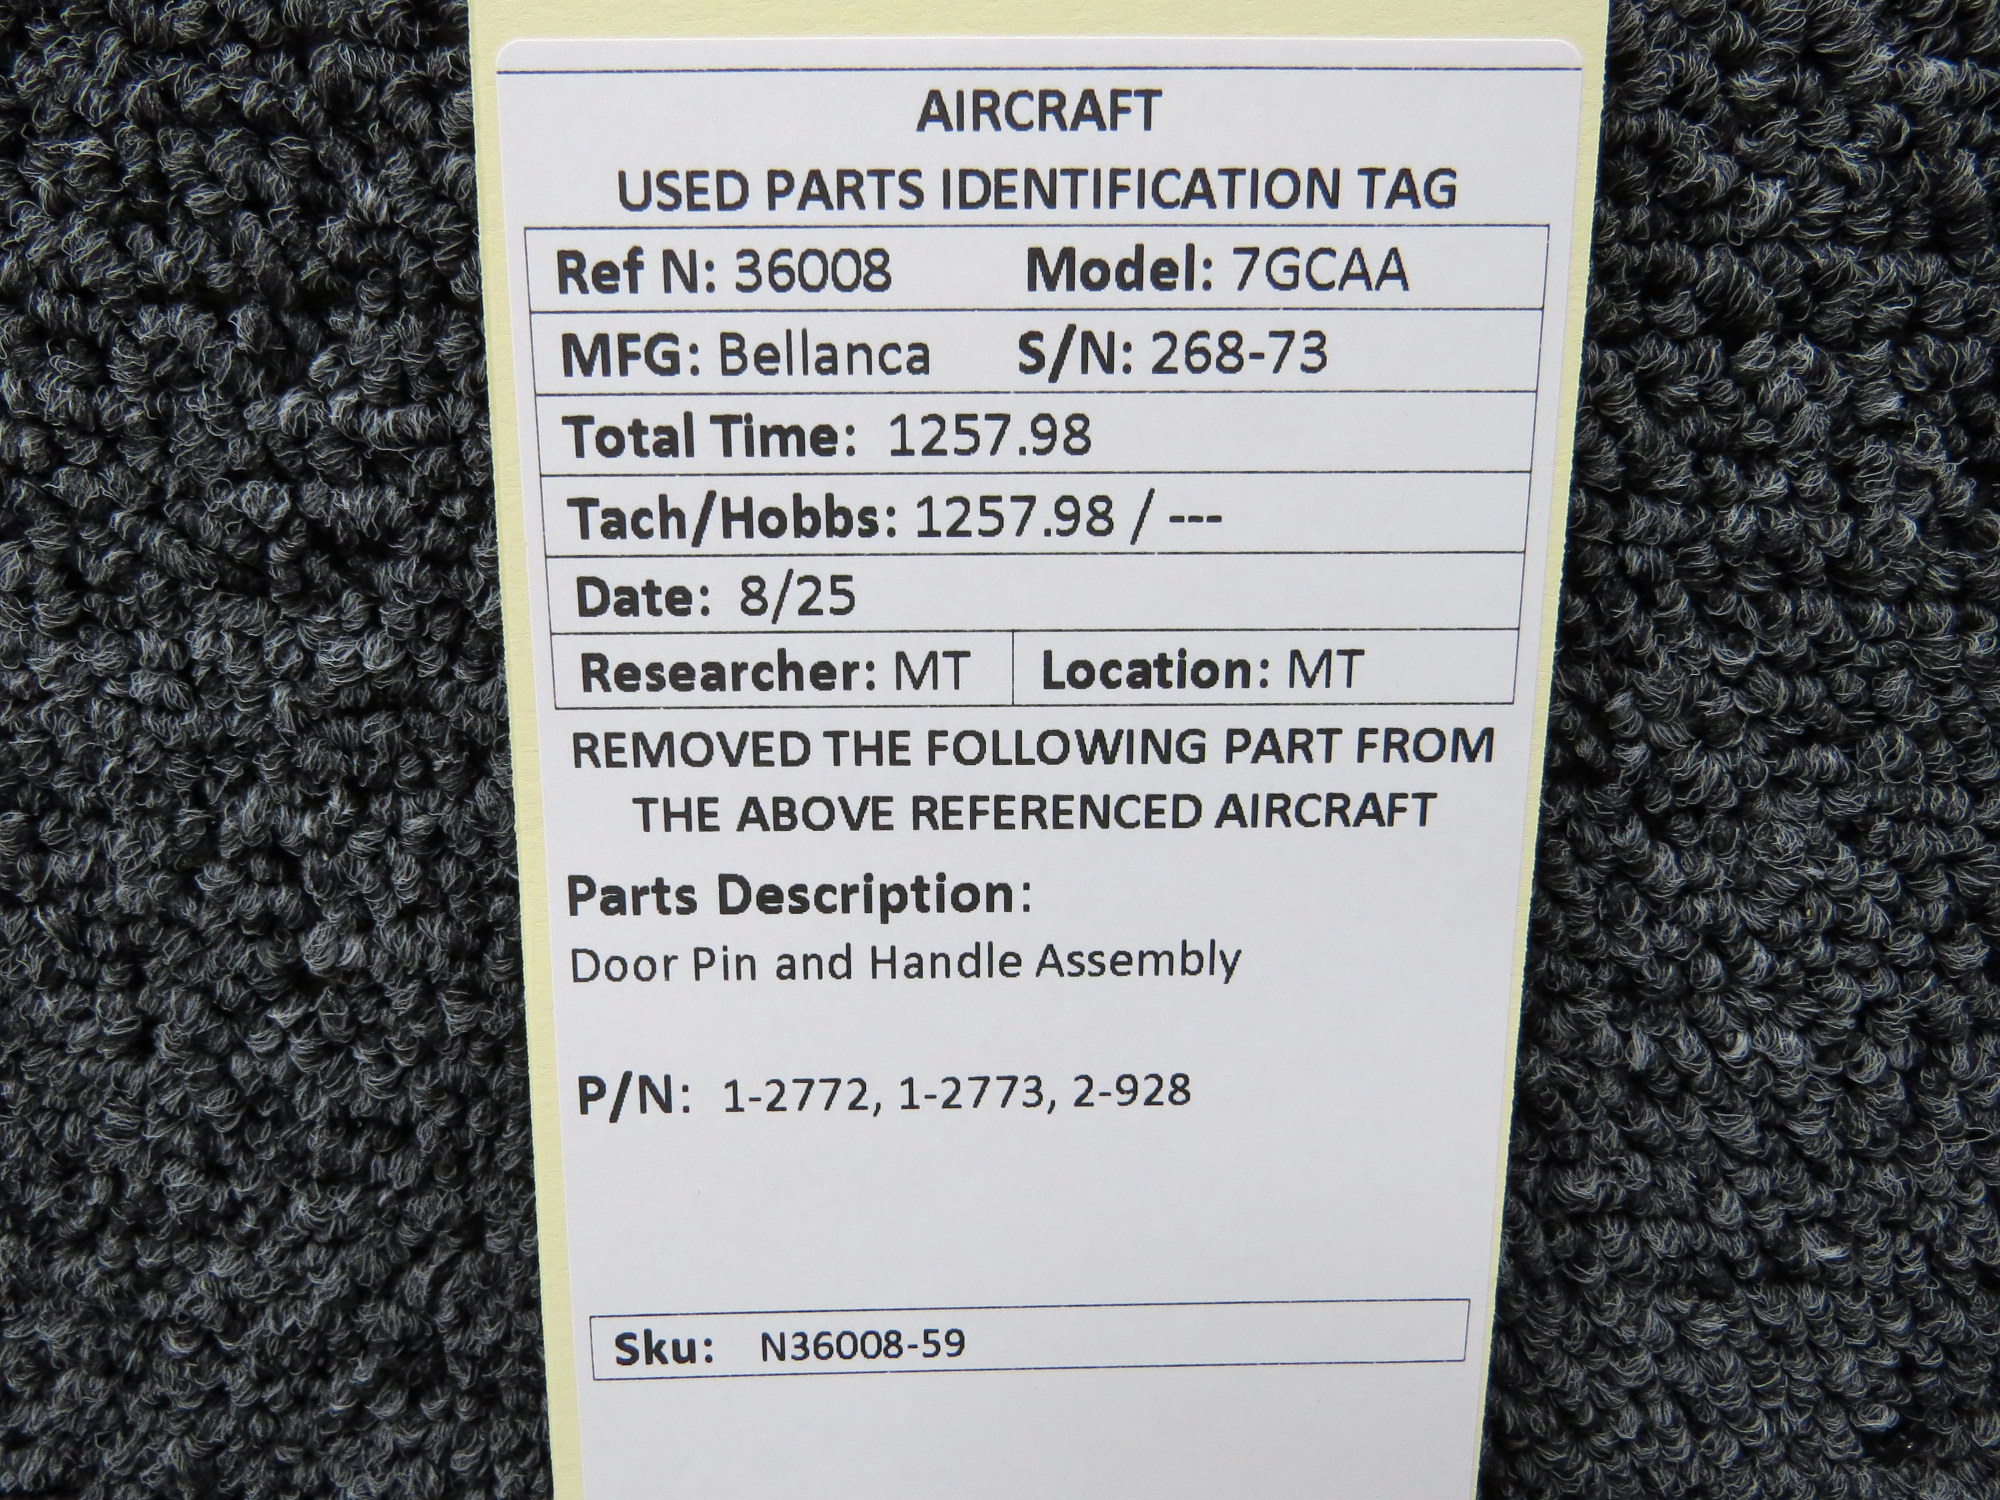 AIRCRAFT
USED PARTS IDENTIFICATION TAG
Ref N: 36008 Model: 7GCAA
MFG: Bellanca S/N: 268-73
Total Time: 1257.98
Tach/Hobbs: 1257.98 / ---
Date: 8/25
Researcher: MT Location: MT
REMOVED THE FOLLOWING PART FROM
THE ABOVE REFERENCED AIRCRAFT
Parts Description:
Door Pin and Handle Assembly
P/N: 1-2772, 1-2773, 2-928
Sku: N36008-59